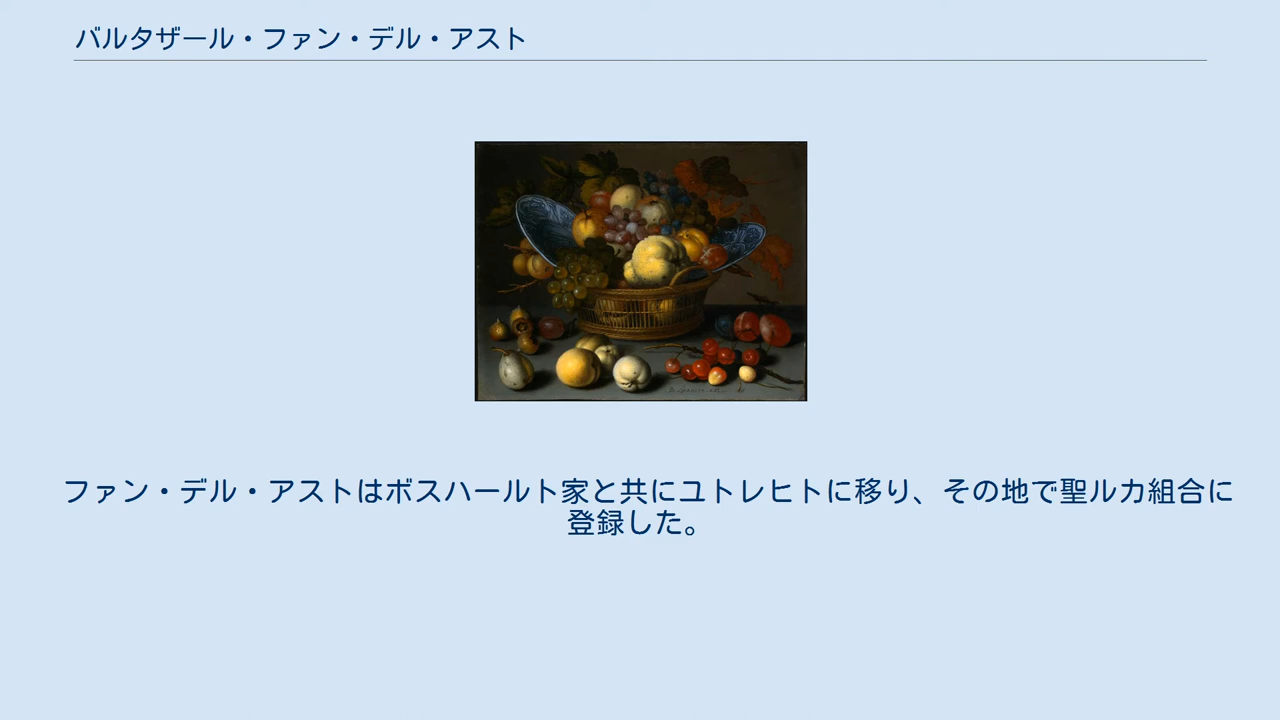 バルタザール・ファン・デル・アスト
ファン・デル・アストはボスハールト家と共にユトレヒトに移り、その地で聖ルカ組合に
登録した。